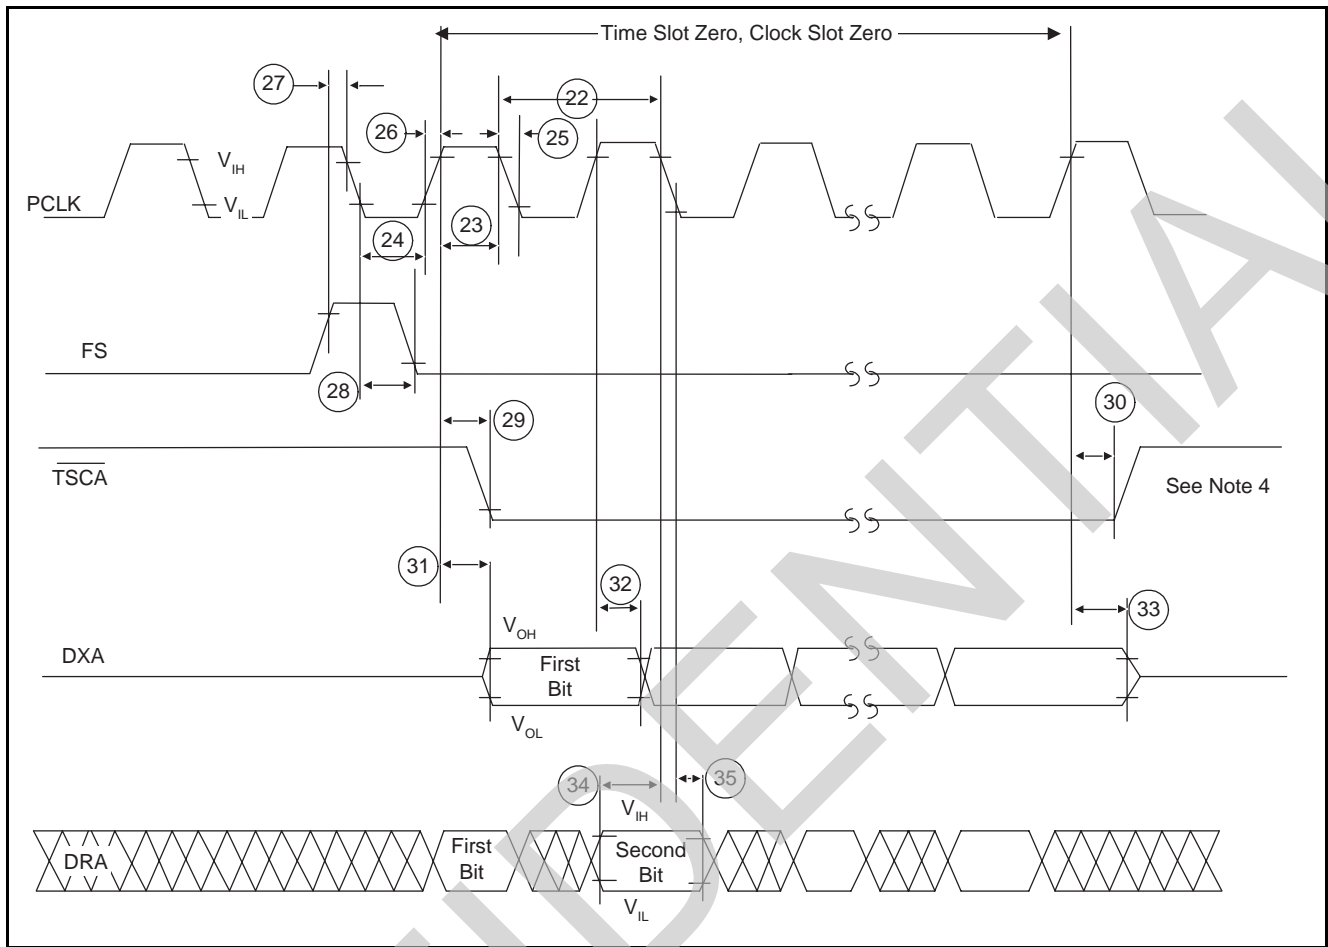 Time Slot Zero, Clock Slot Zero
27
22
26
25
V_IH
PCLK
V_IL
23
24
FS
28
30
29
TSCA
See Note 4
31
32
33
V_OH
DXA
First
Bit
V_OL
34
35
V_IH
DRA
First
Bit
Second
Bit
V_IL
IDENTIAL